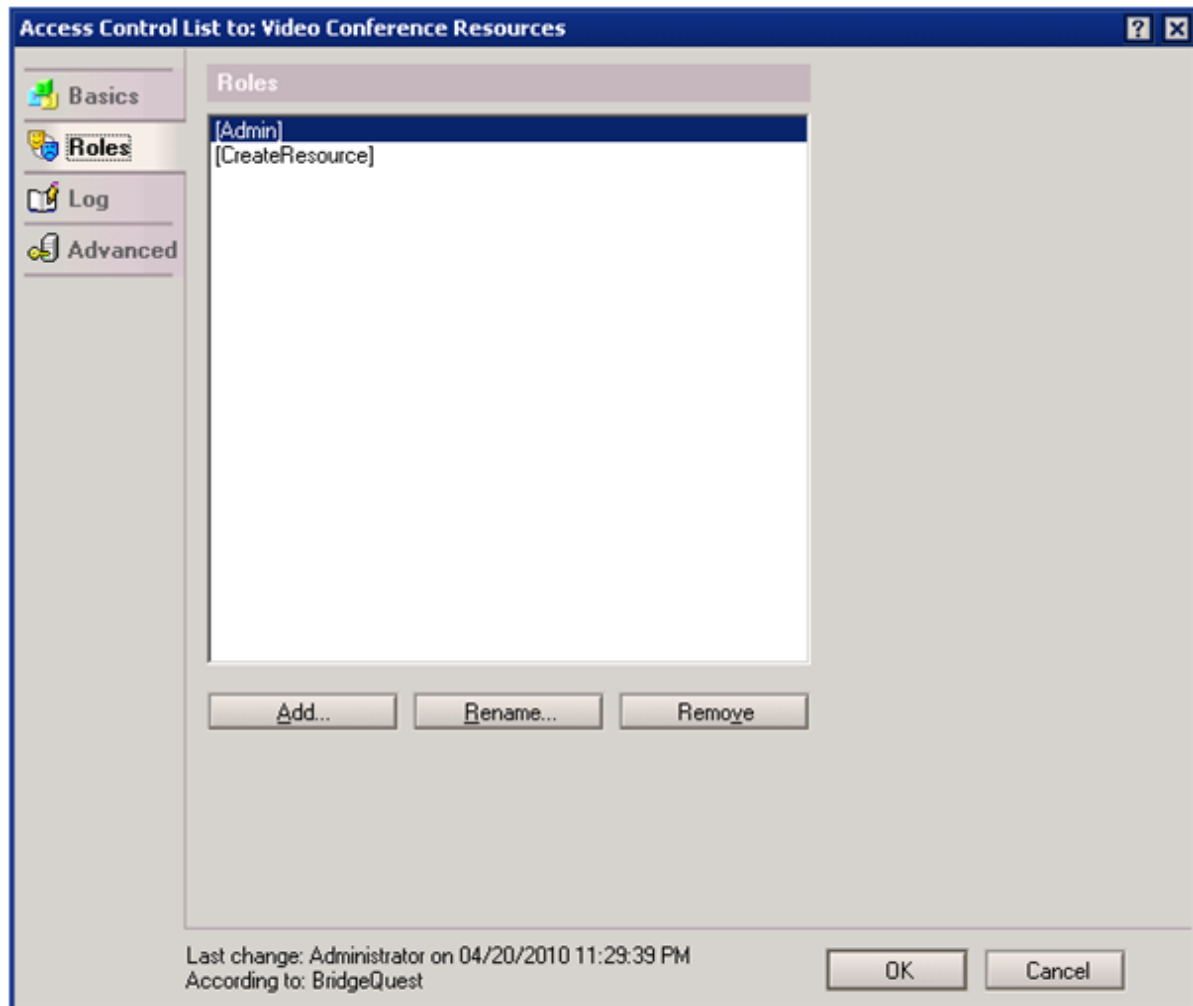 Access Control List to: Video Conference Resources
Basics
Roles
Log
Advanced
Roles
[Admin]
[CreateResource]
Add...
Rename...
Remove
Last change: Administrator on 04/20/2010 11:29:39 PM
According to: BridgeQuest
OK
Cancel